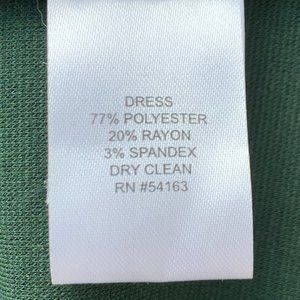 DRESS
77% POLYESTER
20% RAYON
3% SPANDEX
DRY CLEAN
RN #54163